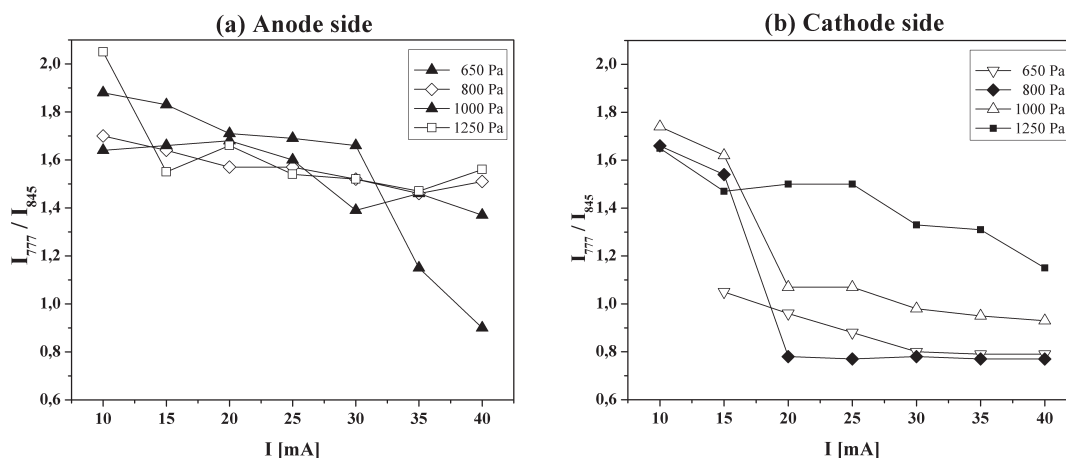 (a) Anode side
2,0
1,8
1,6
1,4
1,2
1,0
0,8
0,6
I777 / I845
10 15 20 25 30 35 40
I [mA]
650 Pa
800 Pa
1000 Pa
1250 Pa
(b) Cathode side
2,0
1,8
1,6
1,4
1,2
1,0
0,8
0,6
I777 / I845
10 15 20 25 30 35 40
I [mA]
650 Pa
800 Pa
1000 Pa
1250 Pa